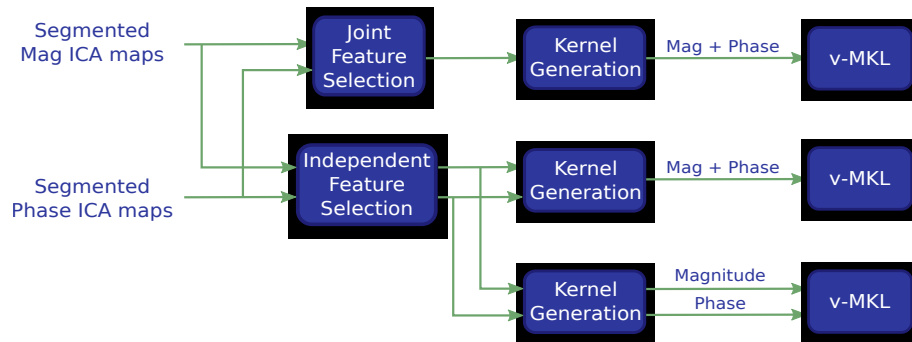 Segmented
Mag ICA maps
Joint
Feature
Selection
Kernel
Generation
Mag + Phase
v-MKL
Segmented
Phase ICA maps
Independent
Feature
Selection
Kernel
Generation
Mag + Phase
v-MKL
Kernel
Generation
Magnitude
Phase
v-MKL